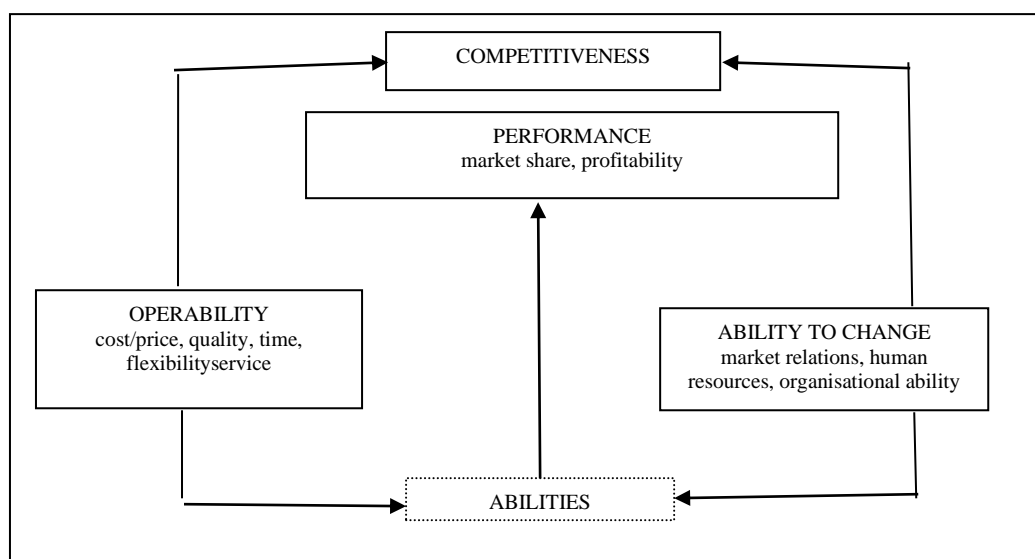 COMPETITIVENESS
PERFORMANCE
market share, profitability
OPERABILITY
cost/price, quality, time,
flexibilityservice
ABILITY TO CHANGE
market relations, human
resources, organisational ability
ABILITIES